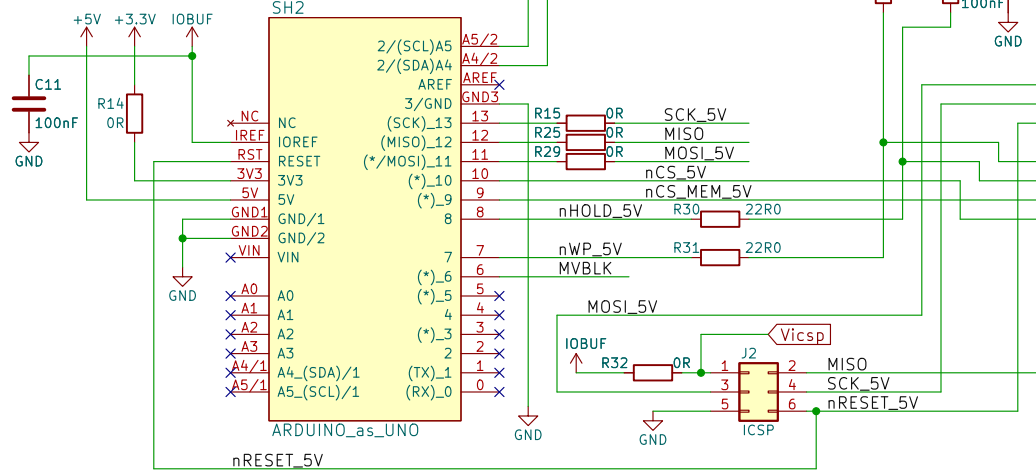 SH2
100nF
+5V +3.3V IOBUF
GND
2/(SCL)A5 A5/2
2/(SDA)A4 A4/2
C11
AREF AREF
R14
3/GND GND3
100nF
0R
NC NC (SCK)_13 13 R15 0R SCK_5V
IREF IOREF (MISO)_12 12 R25 0R MISO
GND
RST RESET (*/MOSI)_11 11 R29 0R MOSI_5V
3V3 3V3 (*)_10 10 nCS_5V
5V 5V (*)_9 9 nCS_MEM_5V
GND1 GND/1 8 8 nHOLD_5V R30 22R0
GND2 GND/2
VIN VIN 7 7 nWP_5V R31 22R0
(*)_6 6 MVBLK
GND
A0 A0 (*)_5 5
A1 A1 4 4 MOSI_5V
A2 A2 (*)_3 3 Vicsp
A3 A3 2 2 IOBUF J2
A4/1 A4_(SDA)/1 (TX)_1 1 R32 0R 1 2 MISO
A5/1 A5_(SCL)/1 (RX)_0 0 3 4 SCK_5V
5 6 nRESET_5V
ARDUINO_as_UNO GND GND ICSP
nRESET_5V